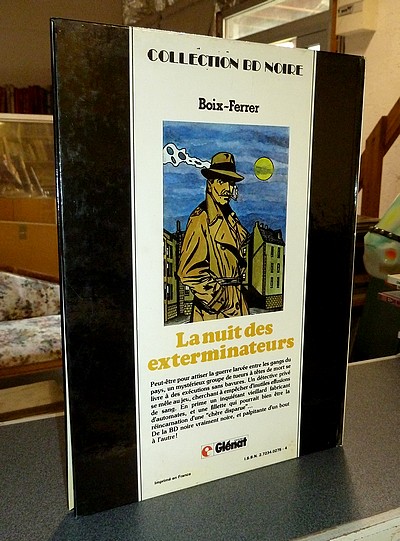 COLLECTION BD NOIRE
Boix-Ferrer
La nuit des
exterminateurs
Peut-être pour attiser la guerre larvée entre les gangs du
pays, un mystérieux groupe de tueurs à têtes de mort se
livre à des exécutions sans bavures. Un détective privé
se mêle au jeu, cherchant à empêcher d'inutiles effusions
de sang. En prime un inquiétant vieillard fabricant
d'automates, et une fillette qui pourrait bien être la
réincarnation d'une "chère disparue"...
De la BD noire vraiment noire, et palpitante d'un bout
à l'autre !
Glénat
Imprimé en France
I.S.B.N. 2.7234.0276-4